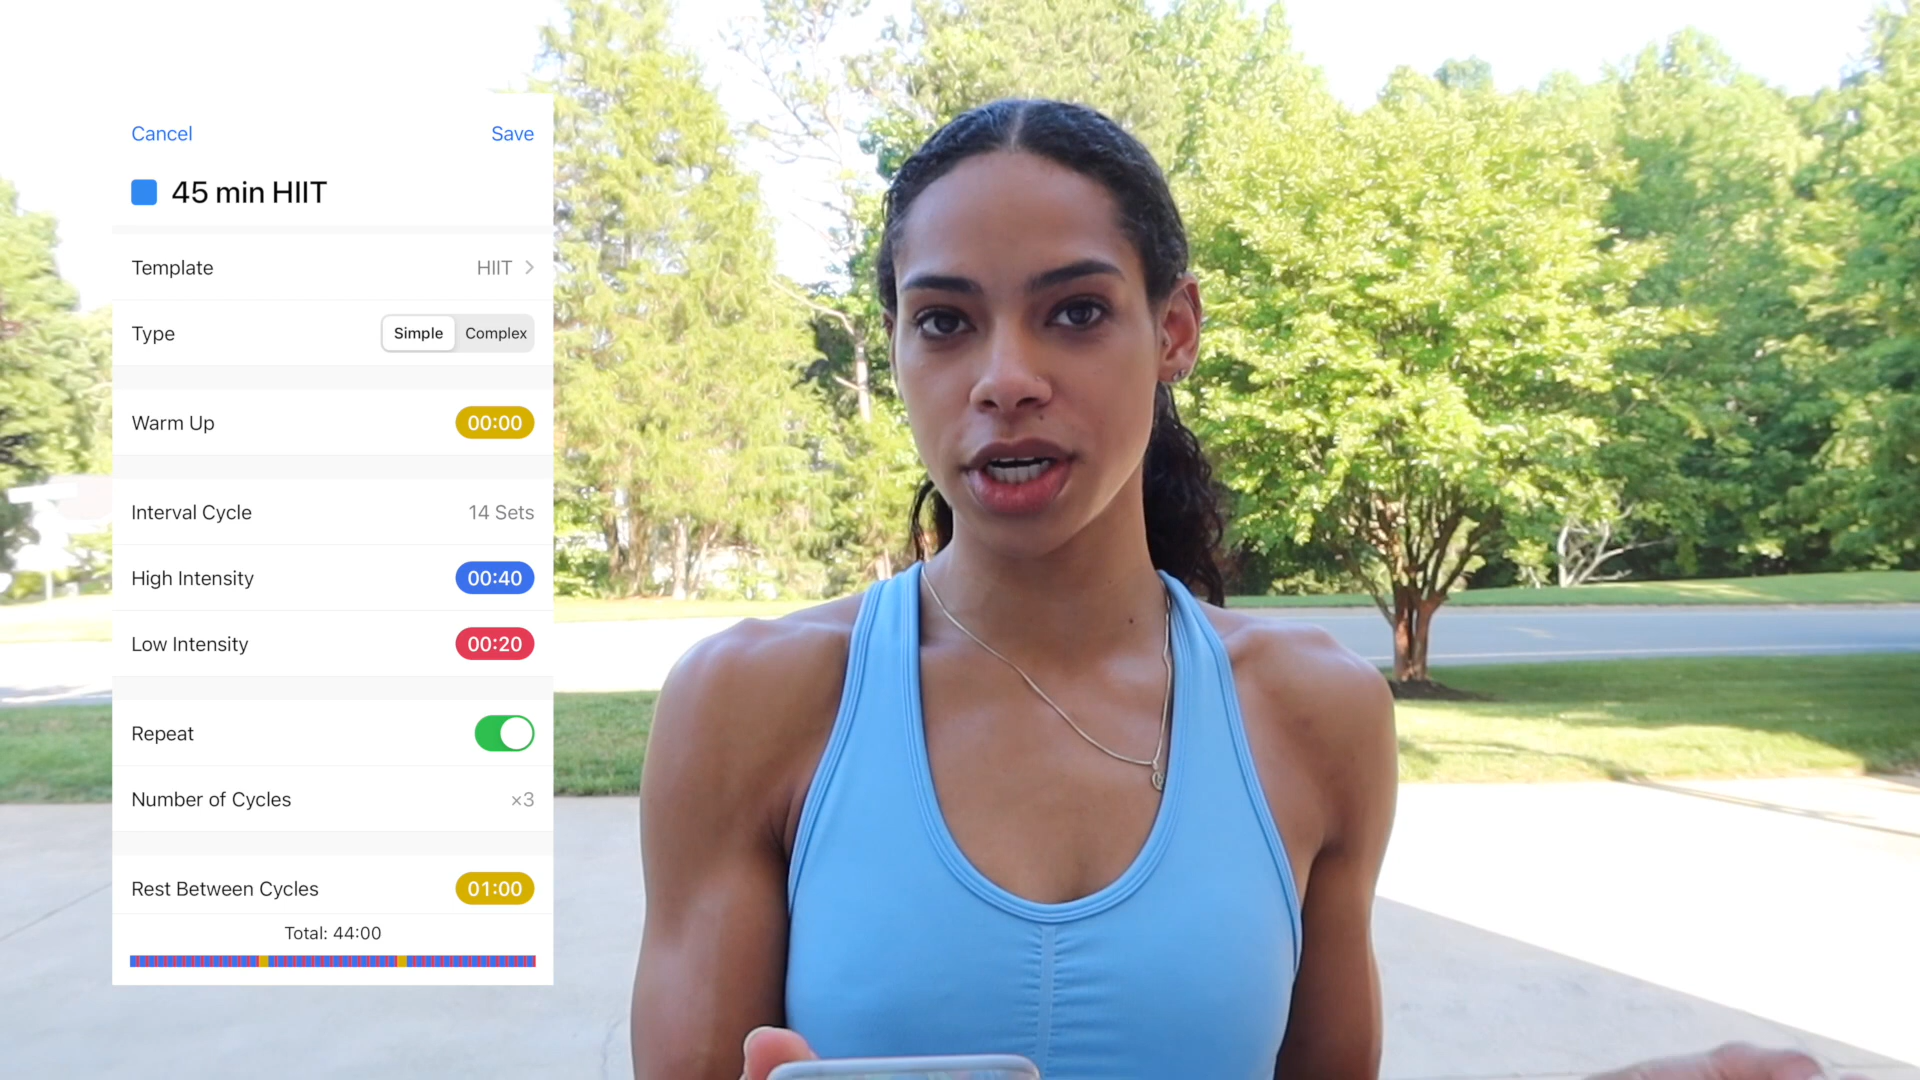 Cancel Save
45 min HIIT
Template HIIT
Type Simple Complex
Warm Up 00:00
Interval Cycle 14 Sets
High Intensity 00:40
Low Intensity 00:20
Repeat
Number of Cycles ×3
Rest Between Cycles 01:00
Total: 44:00